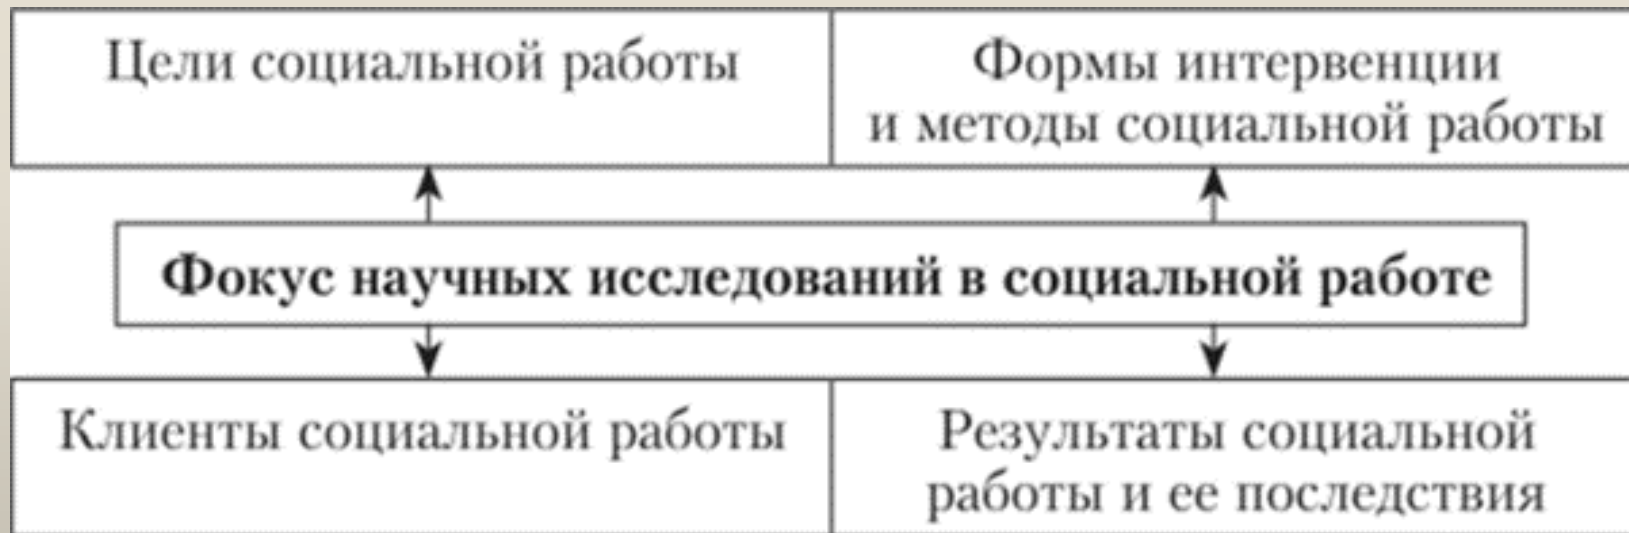 Цели социальной работы
Формы интервенции
и методы социальной работы
Фокус научных исследований в социальной работе
Клиенты социальной работы
Результаты социальной
работы и ее последствия